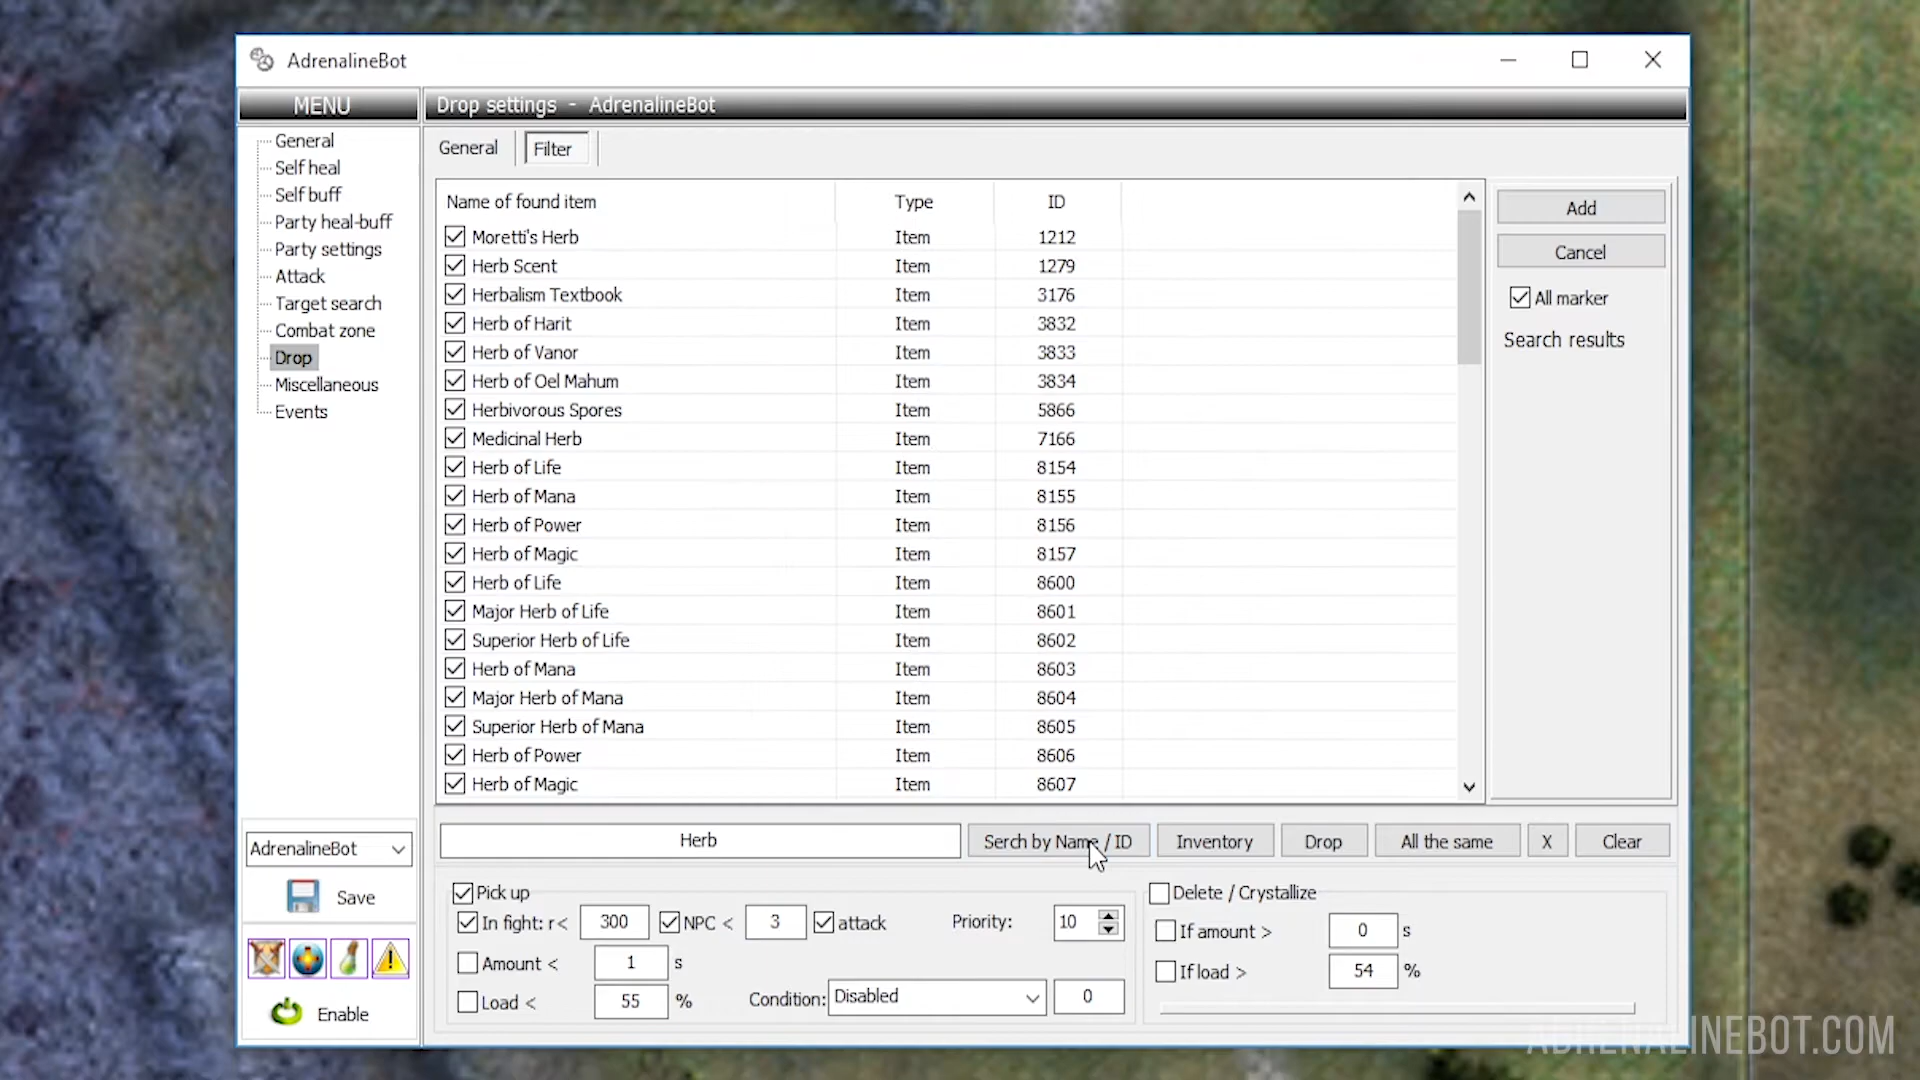 AdrenalineBot
MENU
Drop settings - AdrenalineBot
General
Self heal
Self buff
Party heal-buff
Party settings
Attack
Target search
Combat zone
Drop
Miscellaneous
Events
General
Filter
Name of found item Type ID
Moretti's Herb Item 1212
Herb Scent Item 1279
Herbalism Textbook Item 3176
Herb of Harit Item 3832
Herb of Vanor Item 3833
Herb of Oel Mahum Item 3834
Herbivorous Spores Item 5866
Medicinal Herb Item 7166
Herb of Life Item 8154
Herb of Mana Item 8155
Herb of Power Item 8156
Herb of Magic Item 8157
Herb of Life Item 8600
Major Herb of Life Item 8601
Superior Herb of Life Item 8602
Herb of Mana Item 8603
Major Herb of Mana Item 8604
Superior Herb of Mana Item 8605
Herb of Power Item 8606
Herb of Magic Item 8607
Add
Cancel
All marker
Search results
Herb
Serch by Name / ID
Inventory
Drop
All the same
X
Clear
Pick up
In fight: r< 300 NPC < 3 attack Priority: 10
Amount < 1 s
Load < 55 % Condition: Disabled 0
Delete / Crystallize
If amount > 0 s
If load > 54 %
AdrenalineBot
Save
Enable
ADRENALINEBOT.COM